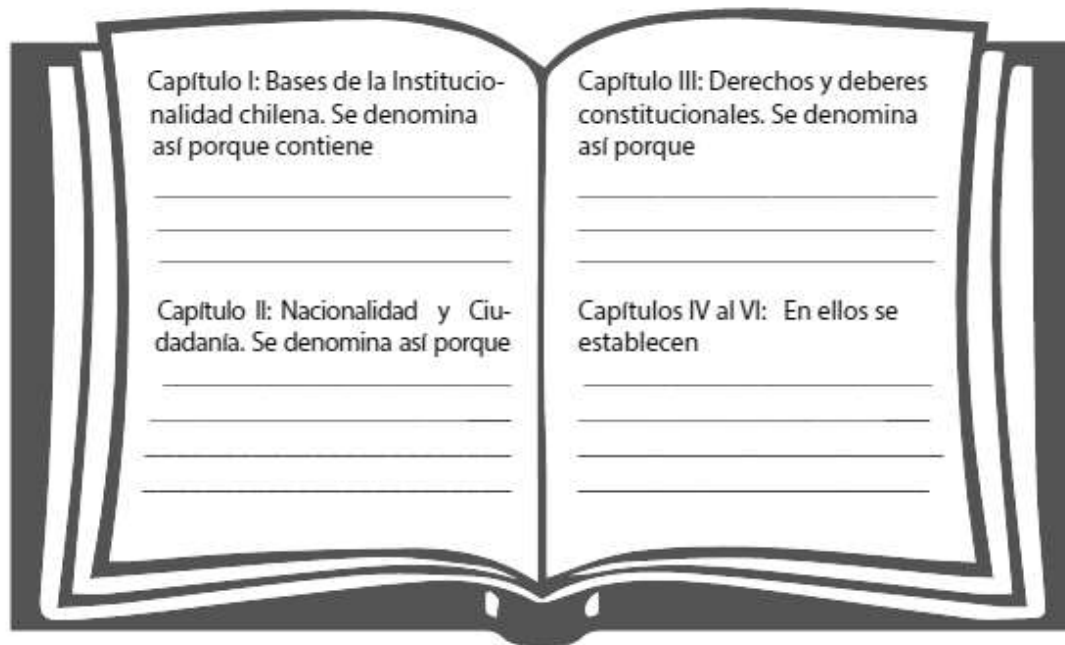 Capítulo I: Bases de la Institucio-
nalidad chilena. Se denomina
así porque contiene
Capítulo II: Nacionalidad y Ciu-
dadanía. Se denomina así porque
Capítulo III: Derechos y deberes
constitucionales. Se denomina
así porque
Capítulos IV al VI: En ellos se
establecen